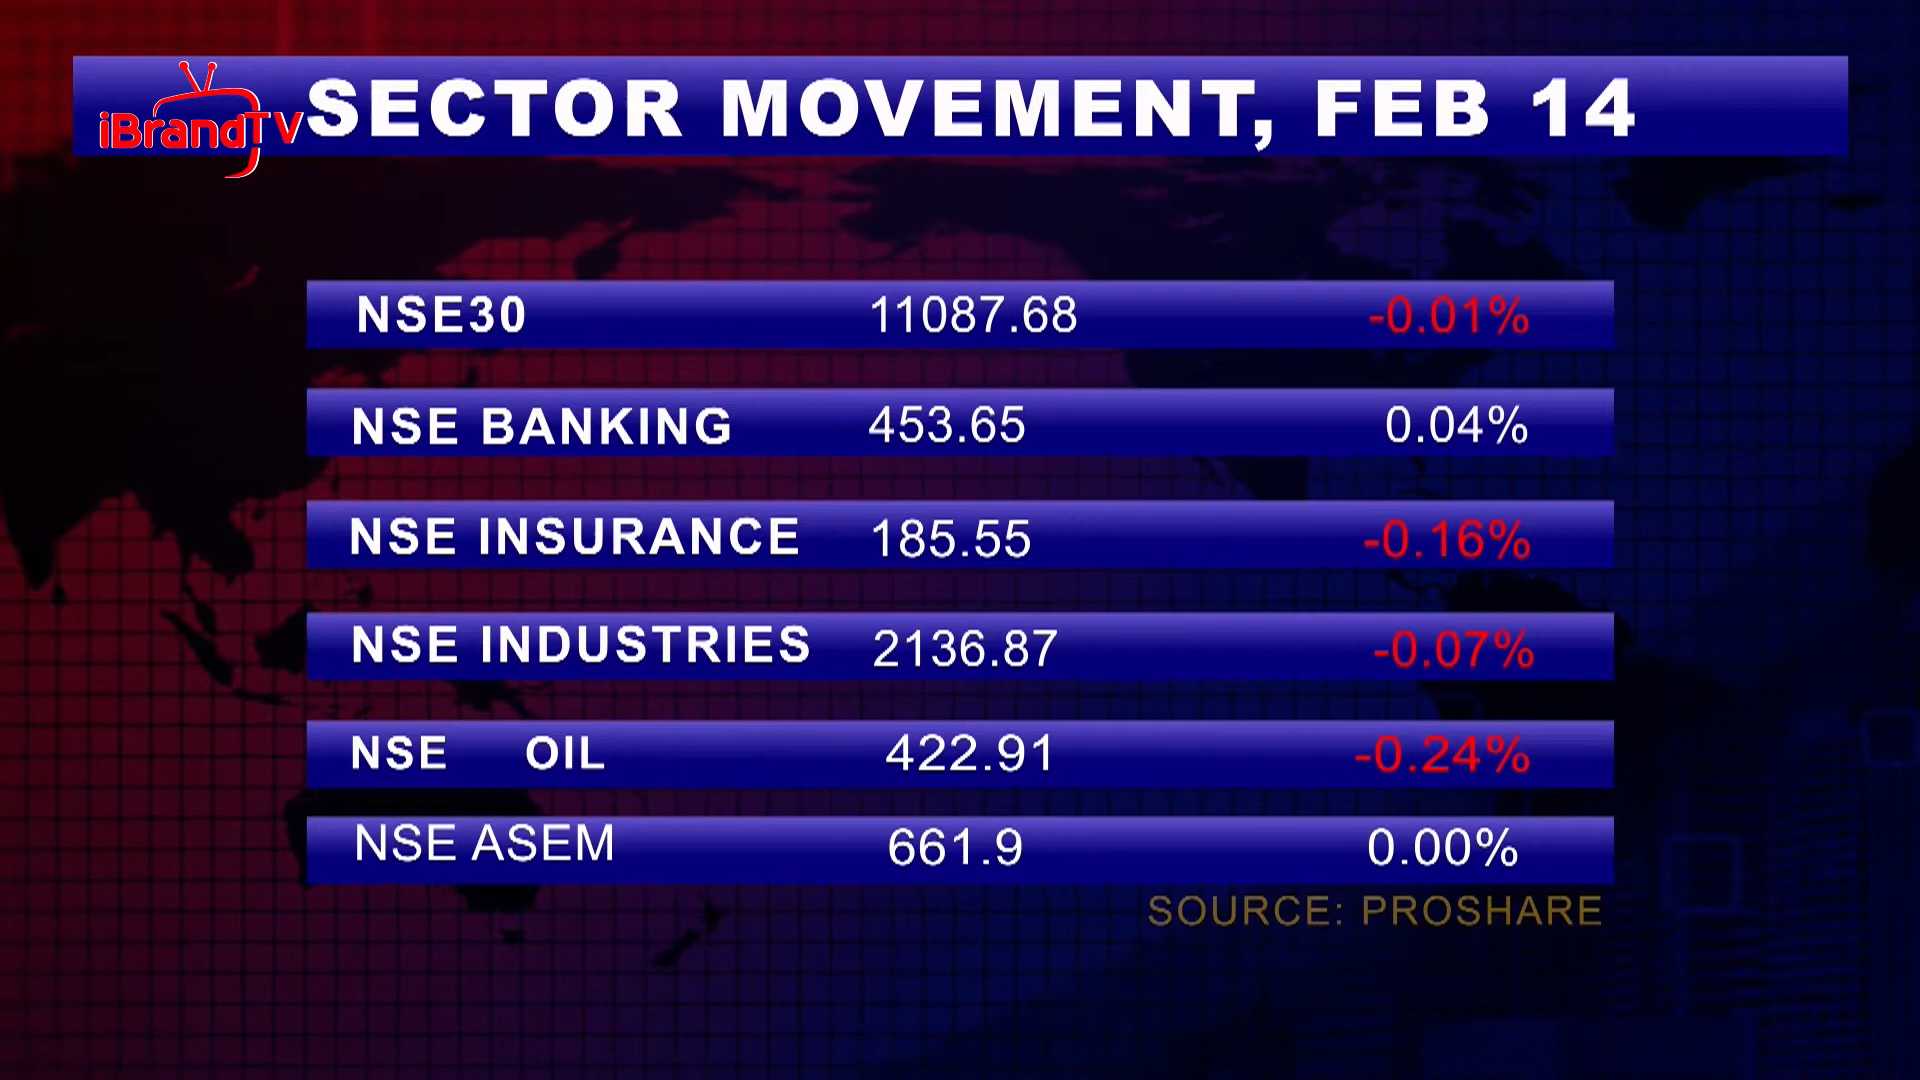 iBrandTV
SECTOR MOVEMENT, FEB 14
NSE30 11087.68 -0.01%
NSE BANKING 453.65 0.04%
NSE INSURANCE 185.55 -0.16%
NSE INDUSTRIES 2136.87 -0.07%
NSE OIL 422.91 -0.24%
NSE ASEM 661.9 0.00%
SOURCE: PROSHARE